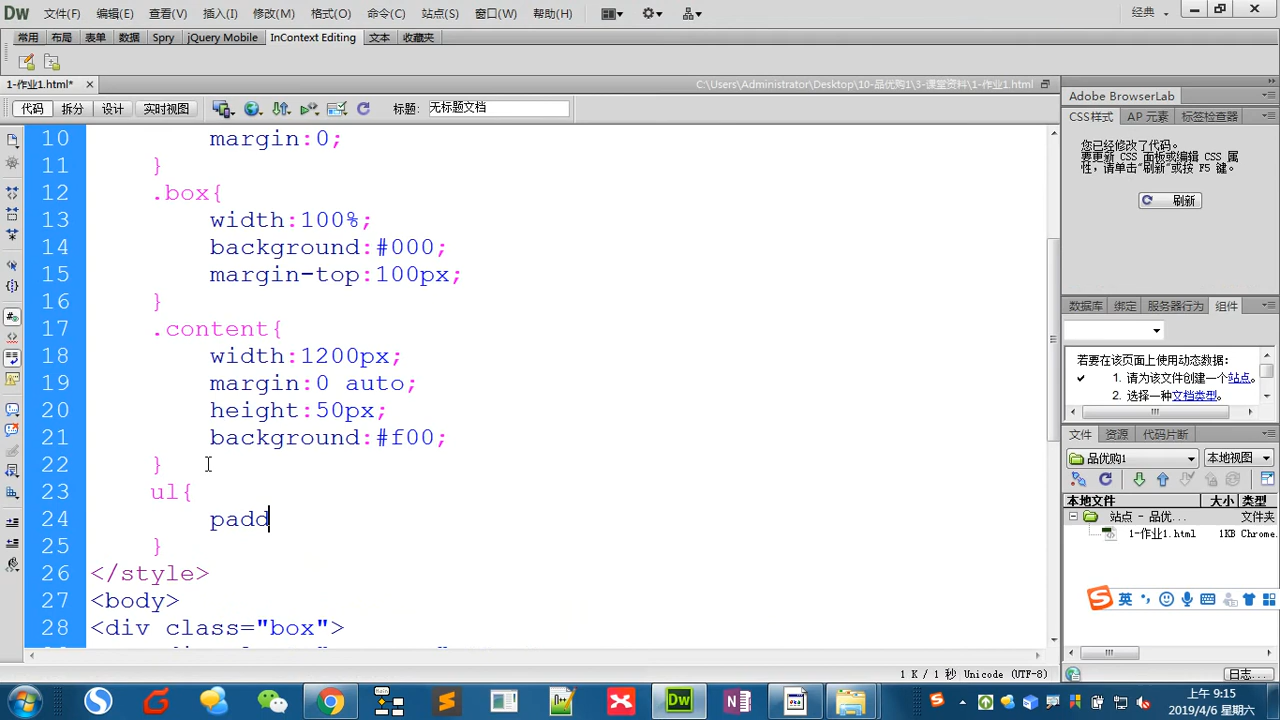 Dw 文件(F) 编辑(E) 查看(V) 插入(I) 修改(M) 格式(O) 命令(C) 站点(S) 窗口(W) 帮助(H) 经典
常用 布局 表单 数据 Spry jQuery Mobile InContext Editing 文本 收藏夹
1-作业1.html* C:\Users\Administrator\Desktop\10-品优购1\3-课堂资料\1-作业1.html
代码 拆分 设计 实时视图 标题: 无标题文档
10 margin:0;
11 }
12 .box{
13 width:100%;
14 background:#000;
15 margin-top:100px;
16 }
17 .content{
18 width:1200px;
19 margin:0 auto;
20 height:50px;
21 background:#f00;
22 }
23 ul{
24 padd
25 }
26 </style>
27 <body>
28 <div class="box">
1 K / 1 秒 Unicode (UTF-8)
Adobe BrowserLab
CSS样式 AP 元素 标签检查器
您已经修改了代码。
要更新 CSS 面板或编辑 CSS 属
性，请单击“刷新”或按 F5 键。
刷新
数据库 绑定 服务器行为 组件
若要在该页面上使用动态数据:
1. 请为该文件创建一个站点。
2. 选择一种文档类型。
文件 资源 代码片断
品优购1 本地视图
本地文件 大小 类型
站点 - 品优... 文件夹
1-作业1.html 1KB Chrome.
英
日志...
Dw
上午 9:15
2019/4/6 星期六